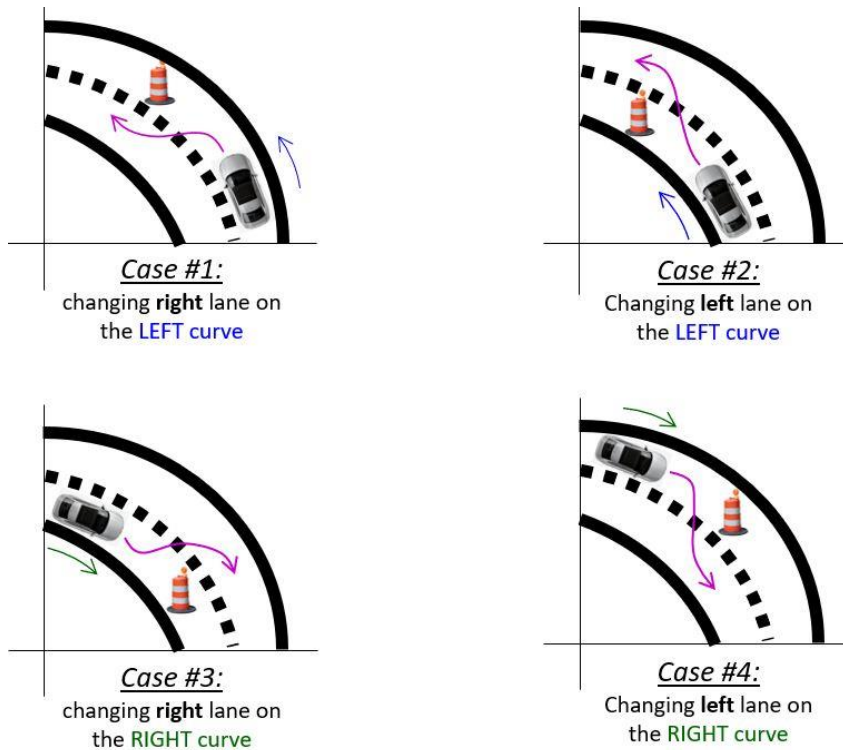 Case #1:
changing right lane on
the LEFT curve
Case #2:
Changing left lane on
the LEFT curve
Case #3:
changing right lane on
the RIGHT curve
Case #4:
Changing left lane on
the RIGHT curve